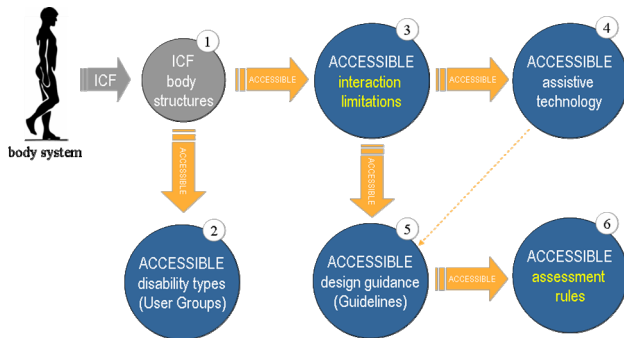 body system
ICF
1
ICF
body
structures
ACCESSIBLE
3
ACCESSIBLE
interaction
limitations
ACCESSIBLE
4
ACCESSIBLE
assistive
technology
ACCESSIBLE
ACCESSIBLE
2
ACCESSIBLE
disability types
(User Groups)
5
ACCESSIBLE
design guidance
(Guidelines)
ACCESSIBLE
6
ACCESSIBLE
assessment
rules